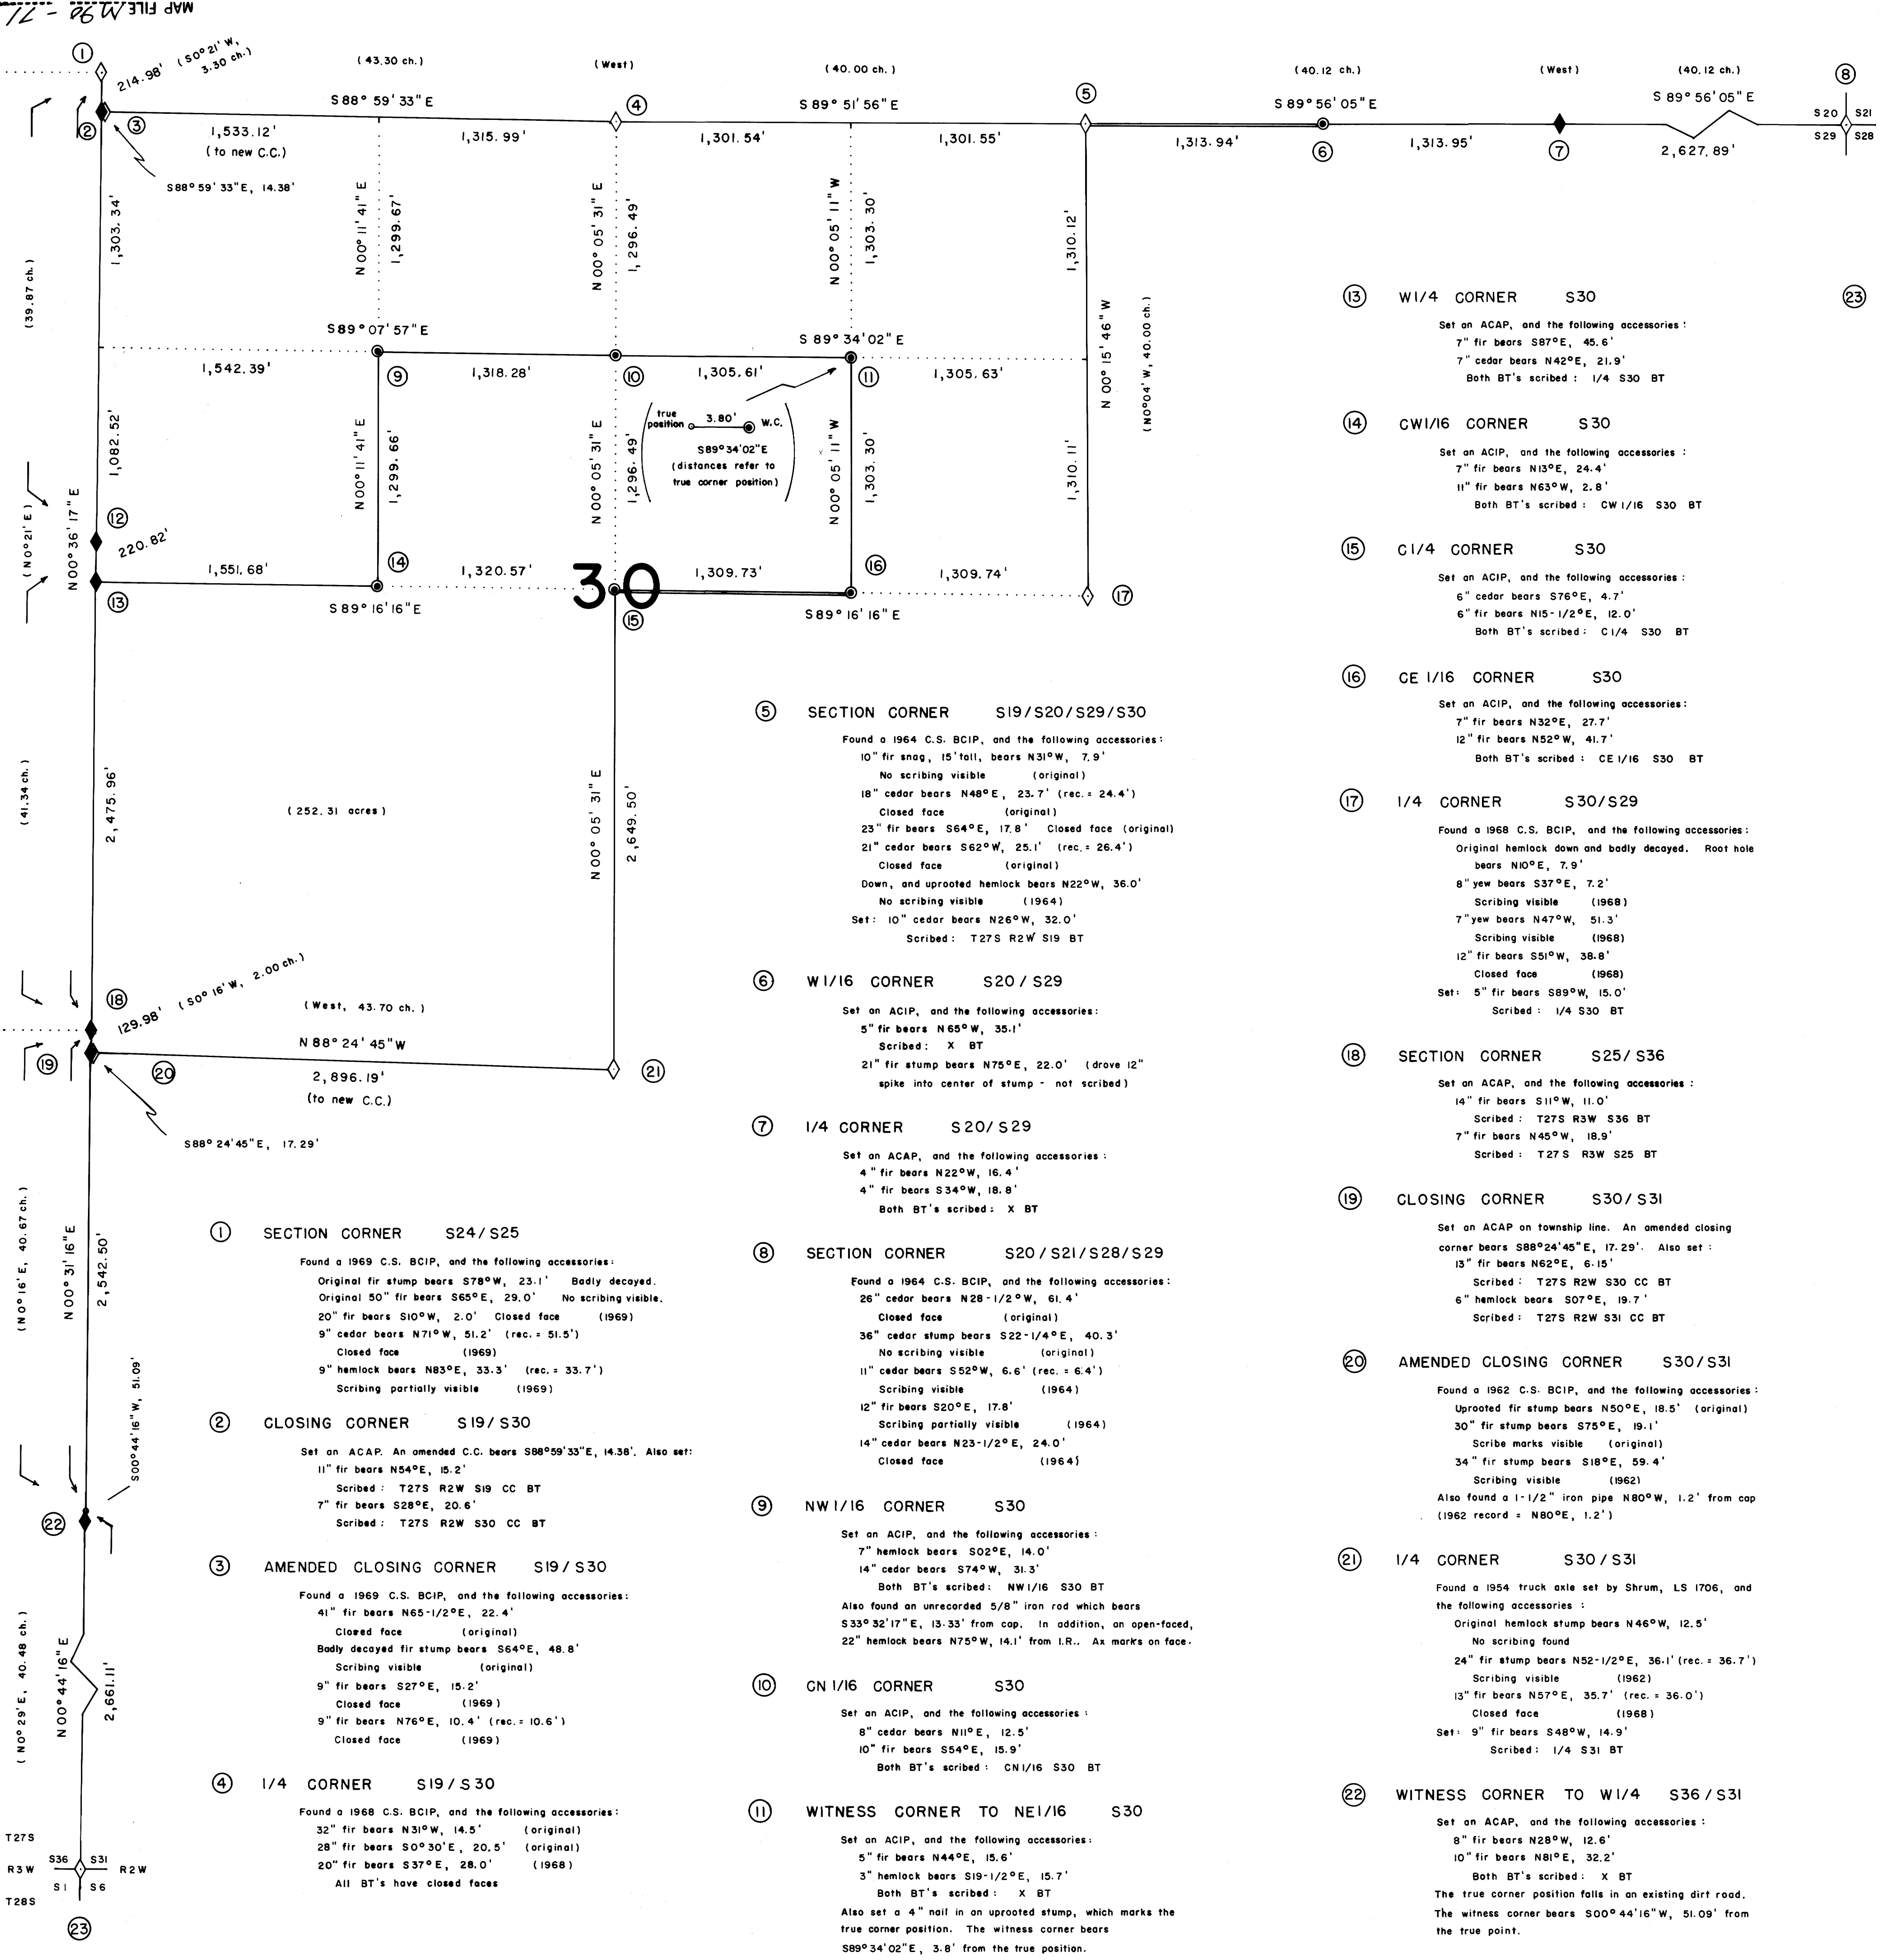 MAP FILE M90 - 71
①
214.98' (S0°21'W,
3.30 ch.)
(43.30 ch.)
(West)
(40.00 ch.)
(40.12 ch.)
(West)
(40.12 ch.)
⑧
S 88° 59' 33" E
④
S 89° 51' 56" E
⑤
S 89° 56' 05" E
S 89° 56' 05" E
S20 S21
S29 S28
② ③
1,533.12'
(to new C.C.)
1,315.99'
1,301.54'
1,301.55'
1,313.94'
⑥
1,313.95'
⑦
2,627.89'
S88° 59' 33"E, 14.38'
1,303.34'
N 00° 11' 41" E
1,299.67'
N 00° 05' 31" E
1,296.49'
N 00° 05' 11" W
1,303.30'
1,310.12'
(39.87 ch.)
N 00° 15' 46" W
(N0°04' W, 40.00 ch.)
S89° 07' 57" E
S 89° 34' 02" E
1,542.39'
⑨
1,318.28'
⑩
1,305.61'
⑪
1,305.63'
1,082.52'
N 00° 11' 41" E
1,299.66'
N 00° 05' 31" E
1,296.49'
true
position
3.80'
W.C.
S89° 34' 02" E
(distances refer to
true corner position)
N 00° 05' 11" W
1,303.30'
1,310.11'
(N0°21' E)
N 00° 36' 17" E
⑫
220.82'
⑬
1,551.68'
⑭
1,320.57'
30
1,309.73'
⑯
1,309.74'
⑰
S 89° 16' 16" E
⑮
S 89° 16' 16" E
(41.34 ch.)
2,475.96'
(252.31 acres)
N 00° 05' 31" E
2,649.50'
⑱
129.98' (S0° 16' W, 2.00 ch.)
(West, 43.70 ch.)
⑲
⑳
N 88° 24' 45" W
2,896.19'
(to new C.C.)
㉑
S88° 24' 45" E, 17.29'
(N0°16' E, 40.67 ch.)
N 00° 31' 16" E
2,542.50'
S00° 44' 16" W, 51.09'
㉒
(N0° 29' E, 40.48 ch.)
N 00° 44' 16" E
2,661.11'
T27S
S36 S31
R3W R2W
S1 S6
T28S
㉓
① SECTION CORNER S24/S25
Found a 1969 C.S. BCIP, and the following accessories:
Original fir stump bears S78°W, 23.1' Badly decayed.
Original 50" fir bears S65°E, 29.0' No scribing visible.
20" fir bears S10°W, 2.0' Closed face (1969)
9" cedar bears N71°W, 51.2' (rec. = 51.5')
Closed face (1969)
9" hemlock bears N83°E, 33.3' (rec. = 33.7')
Scribing partially visible (1969)
② CLOSING CORNER S19/S30
Set an ACAP. An amended C.C. bears S88°59'33"E, 14.38'. Also set:
11" fir bears N54°E, 15.2'
Scribed: T27S R2W S19 CC BT
7" fir bears S28°E, 20.6'
Scribed: T27S R2W S30 CC BT
③ AMENDED CLOSING CORNER S19/S30
Found a 1969 C.S. BCIP, and the following accessories:
41" fir bears N65-1/2°E, 22.4'
Closed face (original)
Badly decayed fir stump bears S64°E, 48.8'
Scribing visible (original)
9" fir bears S27°E, 15.2'
Closed face (1969)
9" fir bears N76°E, 10.4' (rec. = 10.6')
Closed face (1969)
④ 1/4 CORNER S19/S30
Found a 1968 C.S. BCIP, and the following accessories:
32" fir bears N31°W, 14.5' (original)
28" fir bears S0°30'E, 20.5' (original)
20" fir bears S37°E, 28.0' (1968)
All BT's have closed faces
⑤ SECTION CORNER S19/S20/S29/S30
Found a 1964 C.S. BCIP, and the following accessories:
10" fir snag, 15' tall, bears N31°W, 7.9'
No scribing visible (original)
18" cedar bears N48°E, 23.7' (rec. = 24.4')
Closed face (original)
23" fir bears S64°E, 17.8' Closed face (original)
21" cedar bears S62°W, 25.1' (rec. = 26.4')
Closed face (original)
Down, and uprooted hemlock bears N22°W, 36.0'
No scribing visible (1964)
Set: 10" cedar bears N26°W, 32.0'
Scribed: T27S R2W S19 BT
⑥ W 1/16 CORNER S20/S29
Set an ACIP, and the following accessories:
5" fir bears N65°W, 35.1'
Scribed: X BT
21" fir stump bears N75°E, 22.0' (drove 12"
spike into center of stump - not scribed)
⑦ 1/4 CORNER S20/S29
Set an ACAP, and the following accessories:
4" fir bears N22°W, 16.4'
4" fir bears S34°W, 18.8'
Both BT's scribed: X BT
⑧ SECTION CORNER S20/S21/S28/S29
Found a 1964 C.S. BCIP, and the following accessories:
26" cedar bears N28-1/2°W, 61.4'
Closed face (original)
36" cedar stump bears S22-1/4°E, 40.3'
No scribing visible (original)
11" cedar bears S52°W, 6.6' (rec. = 6.4')
Scribing visible (1964)
12" fir bears S20°E, 17.8'
Scribing partially visible (1964)
14" cedar bears N23-1/2°E, 24.0'
Closed face (1964)
⑨ NW 1/16 CORNER S30
Set an ACIP, and the following accessories:
7" hemlock bears S02°E, 14.0'
14" cedar bears S74°W, 31.3'
Both BT's scribed: NW 1/16 S30 BT
Also found an unrecorded 5/8" iron rod which bears
S33°32'17"E, 13.33' from cap. In addition, an open-faced,
22" hemlock bears N75°W, 14.1' from I.R.. Ax marks on face.
⑩ CN 1/16 CORNER S30
Set an ACIP, and the following accessories:
8" cedar bears N11°E, 12.5'
10" fir bears S54°E, 15.9'
Both BT's scribed: CN 1/16 S30 BT
⑪ WITNESS CORNER TO NE1/16 S30
Set an ACIP, and the following accessories:
5" fir bears N44°E, 15.6'
3" hemlock bears S19-1/2°E, 15.7'
Both BT's scribed: X BT
Also set a 4" nail in an uprooted stump, which marks the
true corner position. The witness corner bears
S89°34'02"E, 3.8' from the true position.
⑬ W1/4 CORNER S30
Set an ACAP, and the following accessories:
7" fir bears S87°E, 45.6'
7" cedar bears N42°E, 21.9'
Both BT's scribed: 1/4 S30 BT
㉓
⑭ CW1/16 CORNER S30
Set an ACIP, and the following accessories:
7" fir bears N13°E, 24.4'
11" fir bears N63°W, 2.8'
Both BT's scribed: CW 1/16 S30 BT
⑮ C1/4 CORNER S30
Set an ACIP, and the following accessories:
6" cedar bears S76°E, 4.7'
6" fir bears N15-1/2°E, 12.0'
Both BT's scribed: C 1/4 S30 BT
⑯ CE 1/16 CORNER S30
Set an ACIP, and the following accessories:
7" fir bears N32°E, 27.7'
12" fir bears N52°W, 41.7'
Both BT's scribed: CE 1/16 S30 BT
⑰ 1/4 CORNER S30/S29
Found a 1968 C.S. BCIP, and the following accessories:
Original hemlock down and badly decayed. Root hole
bears N10°E, 7.9'
8" yew bears S37°E, 7.2'
Scribing visible (1968)
7" yew bears N47°W, 51.3'
Scribing visible (1968)
12" fir bears S51°W, 38.8'
Closed face (1968)
Set: 5" fir bears S89°W, 15.0'
Scribed: 1/4 S30 BT
⑱ SECTION CORNER S25/S36
Set an ACAP, and the following accessories:
14" fir bears S11°W, 11.0'
Scribed: T27S R3W S36 BT
7" fir bears N45°W, 18.9'
Scribed: T27S R3W S25 BT
⑲ CLOSING CORNER S30/S31
Set an ACAP on township line. An amended closing
corner bears S88°24'45"E, 17.29'. Also set:
13" fir bears N62°E, 6.15'
Scribed: T27S R2W S30 CC BT
6" hemlock bears S07°E, 19.7'
Scribed: T27S R2W S31 CC BT
⑳ AMENDED CLOSING CORNER S30/S31
Found a 1962 C.S. BCIP, and the following accessories:
Uprooted fir stump bears N50°E, 18.5' (original)
30" fir stump bears S75°E, 19.1'
Scribe marks visible (original)
34" fir stump bears S18°E, 59.4'
Scribing visible (1962)
Also found a 1-1/2" iron pipe N80°W, 1.2' from cap
(1962 record = N80°E, 1.2')
㉑ 1/4 CORNER S30/S31
Found a 1954 truck axle set by Shrum, LS 1706, and
the following accessories:
Original hemlock stump bears N46°W, 12.5'
No scribing found
24" fir stump bears N52-1/2°E, 36.1' (rec. = 36.7')
Scribing visible (1962)
13" fir bears N57°E, 35.7' (rec. = 36.0')
Closed face (1968)
Set: 9" fir bears S48°W, 14.9'
Scribed: 1/4 S31 BT
㉒ WITNESS CORNER TO W1/4 S36/S31
Set an ACAP, and the following accessories:
8" fir bears N28°W, 12.6'
10" fir bears N81°E, 32.2'
Both BT's scribed: X BT
The true corner position falls in an existing dirt road.
The witness corner bears S00°44'16"W, 51.09' from
the true point.